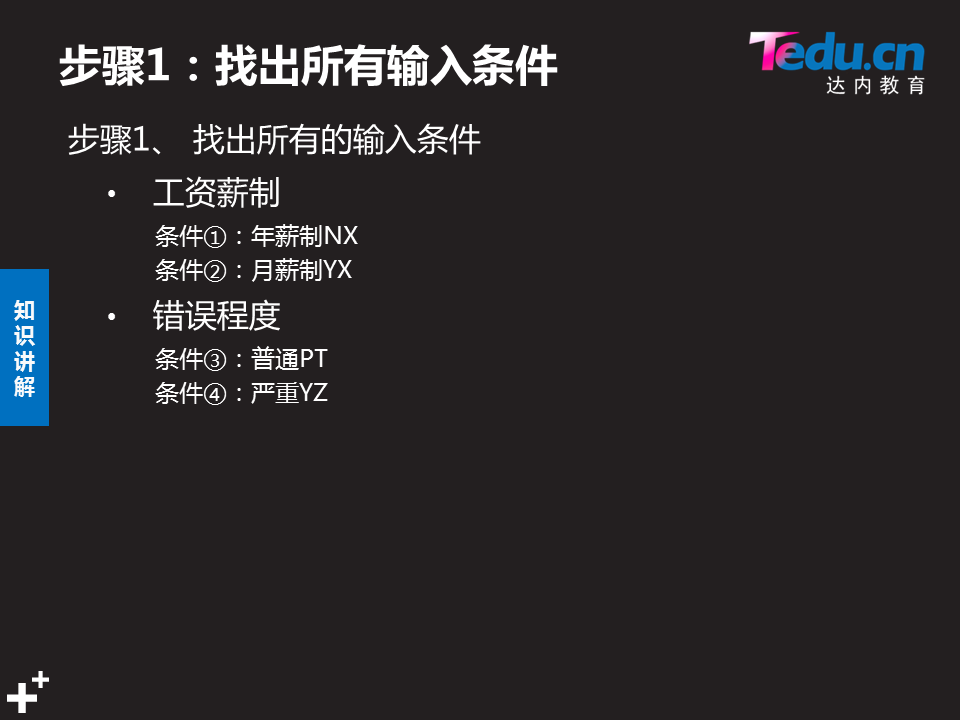 步骤1：找出所有输入条件
Tedu.cn
达内教育
步骤1、 找出所有的输入条件
• 工资薪制
条件①：年薪制NX
条件②：月薪制YX
• 错误程度
条件③：普通PT
条件④：严重YZ
知
识
讲
解